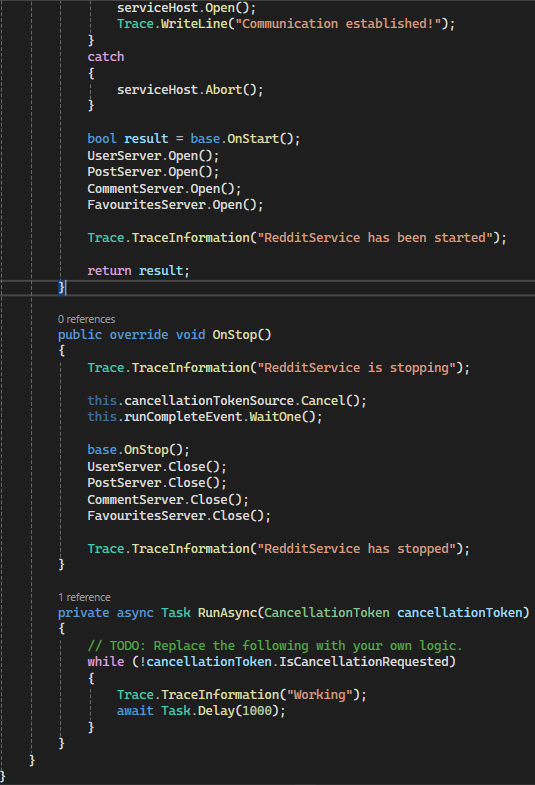 serviceHost.Open();
Trace.WriteLine("Communication established!");
}
catch
{
serviceHost.Abort();
}
bool result = base.OnStart();
UserServer.Open();
PostServer.Open();
CommentServer.Open();
FavouritesServer.Open();
Trace.TraceInformation("RedditService has been started");
return result;
}
0 references
public override void OnStop()
{
Trace.TraceInformation("RedditService is stopping");
this.cancellationTokenSource.Cancel();
this.runCompleteEvent.WaitOne();
base.OnStop();
UserServer.Close();
PostServer.Close();
CommentServer.Close();
FavouritesServer.Close();
Trace.TraceInformation("RedditService has stopped");
}
1 reference
private async Task RunAsync(CancellationToken cancellationToken)
{
// TODO: Replace the following with your own logic.
while (!cancellationToken.IsCancellationRequested)
{
Trace.TraceInformation("Working");
await Task.Delay(1000);
}
}
}
}